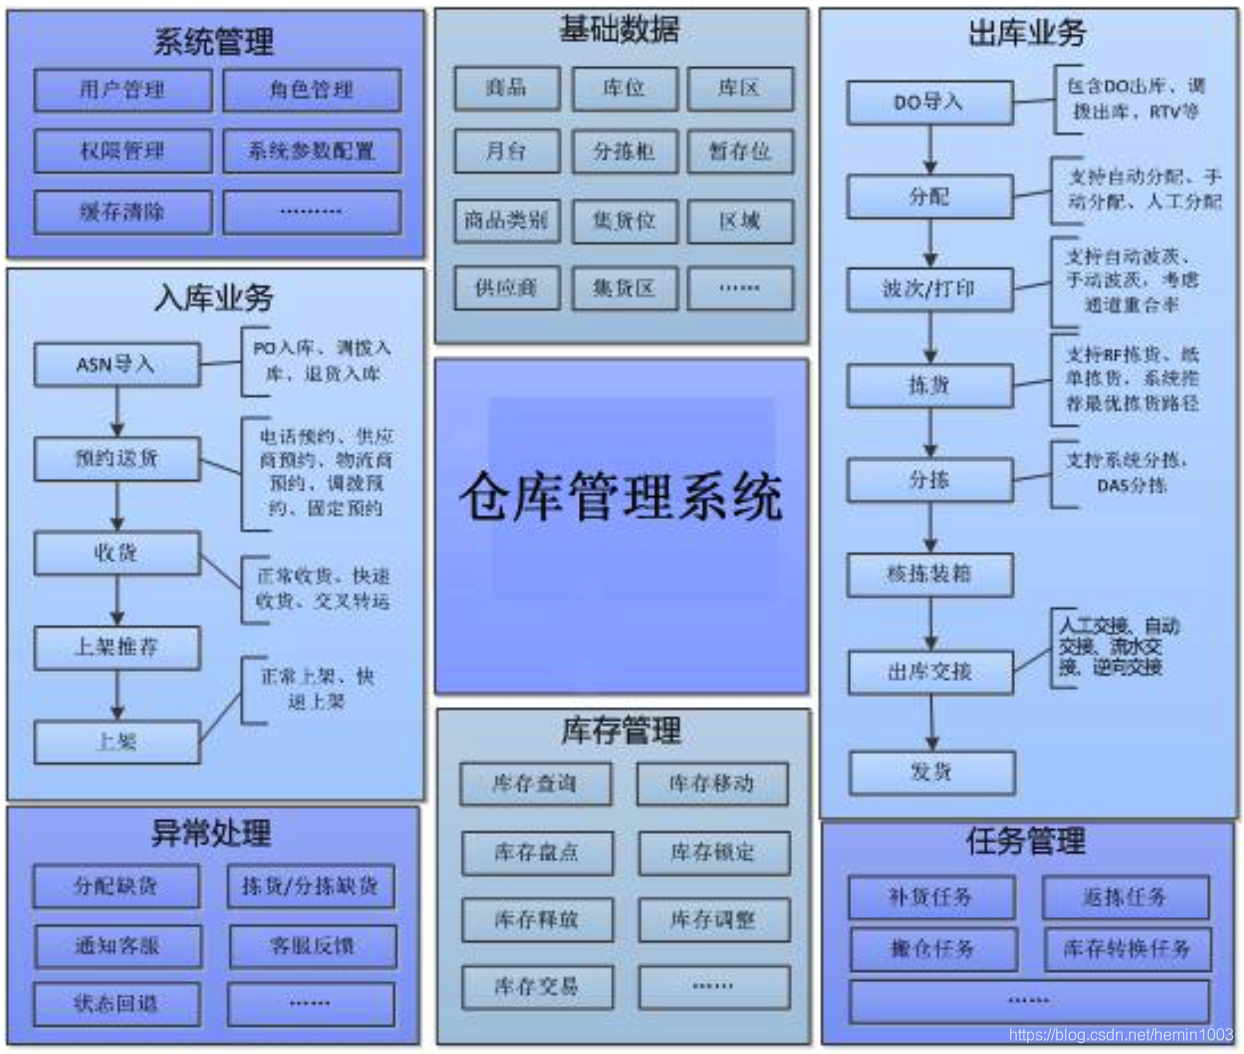 系统管理
用户管理
角色管理
权限管理
系统参数配置
缓存清除
………
基础数据
商品
库位
库区
月台
分拣柜
暂存位
商品类别
集货位
区域
供应商
集货区
……
出库业务
DO导入
包含DO出库、调
拨出库，RTV等
分配
支持自动分配、手
动分配、人工分配
波次/打印
支持自动波茨、
手动波茨，考虑
通道重合率
拣货
支持RF拣货、纸
单拣货，系统推
荐最优拣货路径
分拣
支持系统分拣，
DAS分拣
核拣装箱
出库交接
人工交接、自动
交接、流水交
接、逆向交接
发货
入库业务
ASN导入
PO入库、调拨入
库，退货入库
预约送货
电话预约、供应
商预约、物流商
预约、调拨预
约、固定预约
收货
正常收货、快速
收货、交叉转运
上架推荐
上架
正常上架、快
速上架
仓库管理系统
库存管理
库存查询
库存移动
库存盘点
库存锁定
库存释放
库存调整
库存交易
……
异常处理
分配缺货
拣货/分拣缺货
通知客服
客服反馈
状态回退
……
任务管理
补货任务
返拣任务
搬仓任务
库存转换任务
……
https://blog.csdn.net/hemin1003